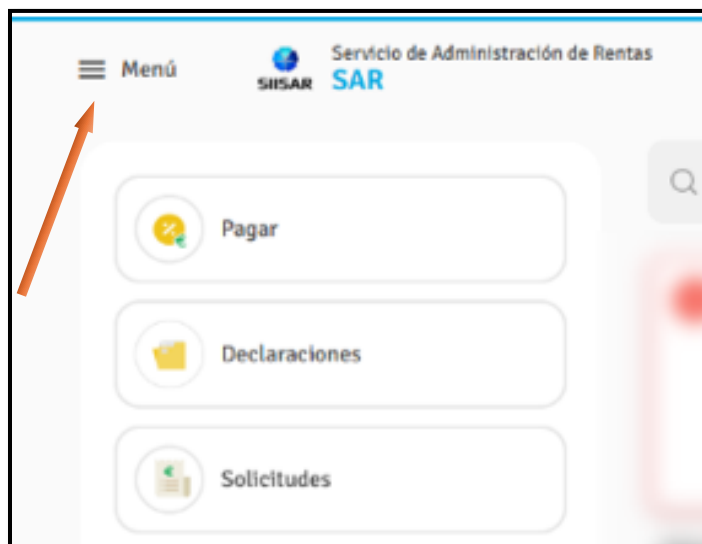 Menú
SIISAR
Servicio de Administración de Rentas
SAR
Pagar
Declaraciones
Solicitudes